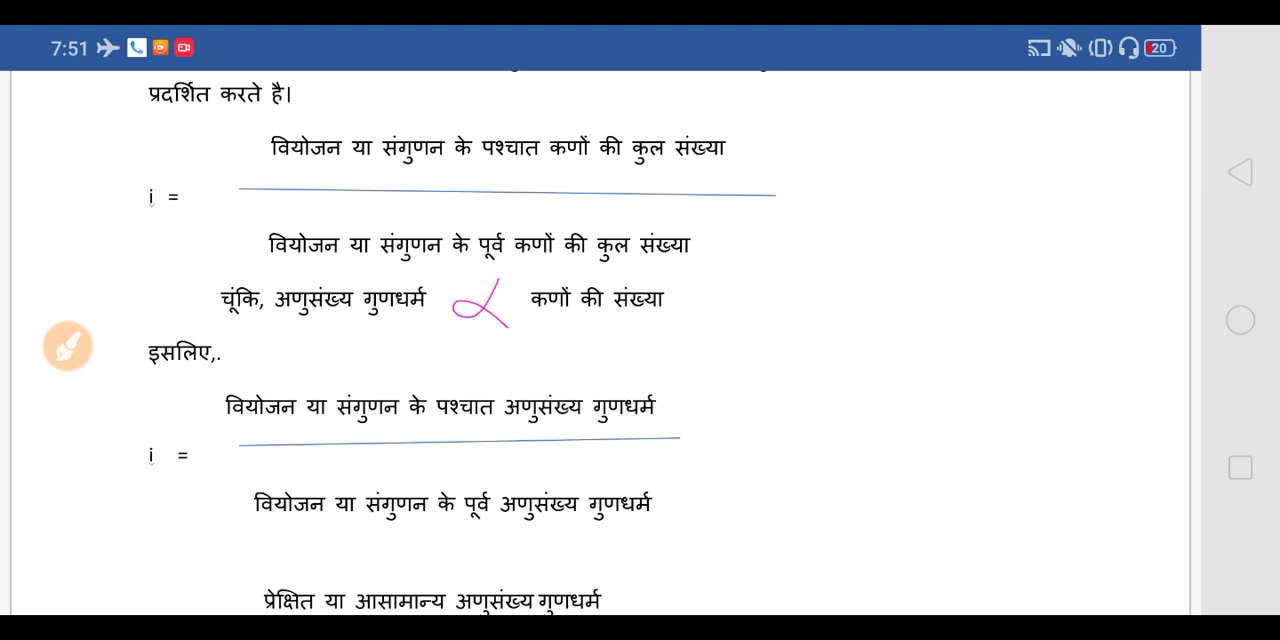 7:51
20
प्रदर्शित करते है।
वियोजन या संगुणन के पश्चात कणों की कुल संख्या
i =
वियोजन या संगुणन के पूर्व कणों की कुल संख्या
चूंकि, अणुसंख्य गुणधर्म α कणों की संख्या
इसलिए,.
वियोजन या संगुणन के पश्चात अणुसंख्य गुणधर्म
i =
वियोजन या संगुणन के पूर्व अणुसंख्य गुणधर्म
प्रेक्षित या आसामान्य अणुसंख्य गुणधर्म